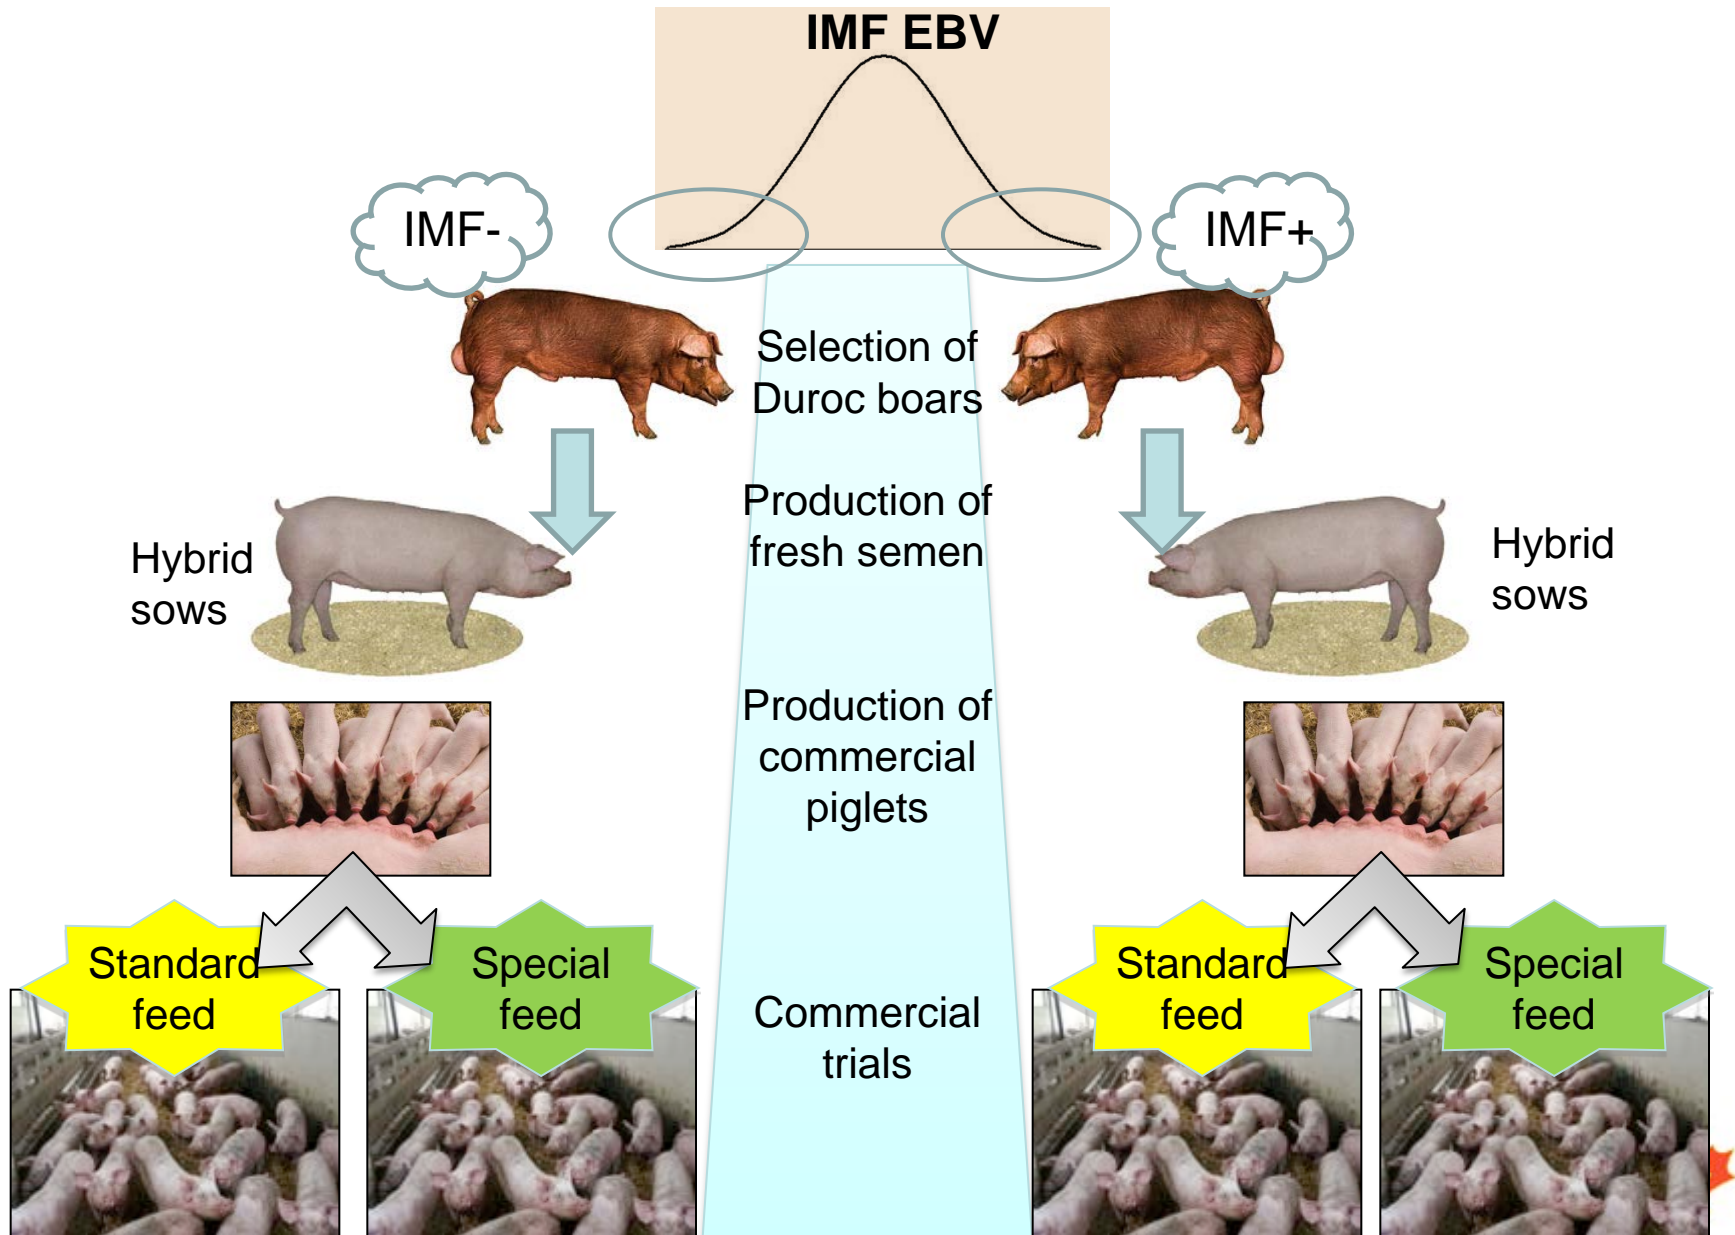 IMF EBV
IMF-
IMF+
Selection of
Duroc boars
Production of
fresh semen
Hybrid
sows
Hybrid
sows
Production of
commercial
piglets
Standard
feed
Special
feed
Commercial
trials
Standard
feed
Special
feed